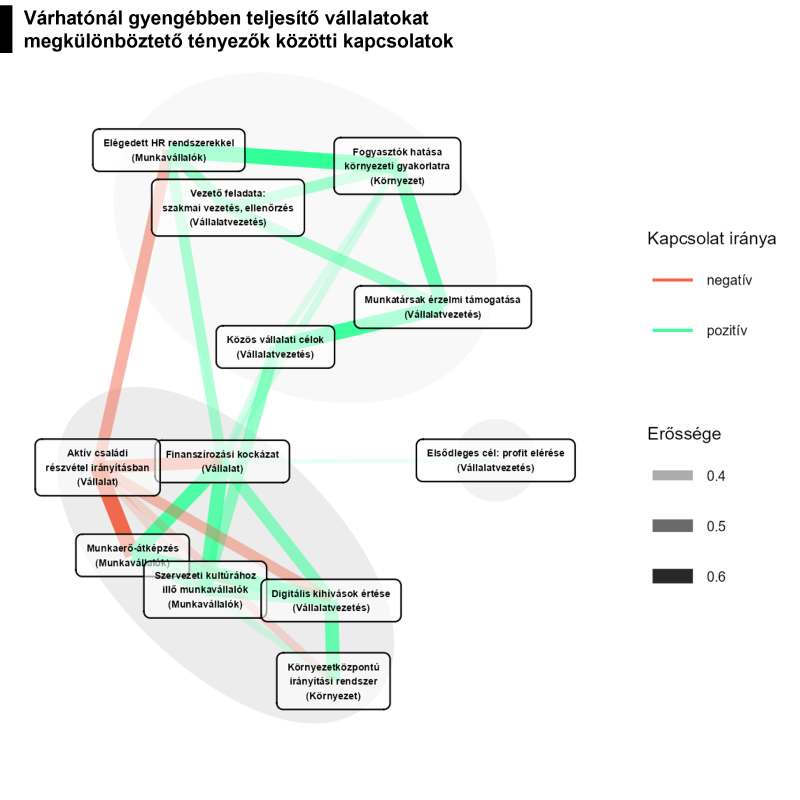 Várhatónál gyengébben teljesítő vállalatokat
megkülönböztető tényezők közötti kapcsolatok
Elégedett HR rendszerekkel
(Munkavállalók)
Fogyasztók hatása
környezeti gyakorlatra
(Környezet)
Vezető feladata:
szakmai vezetés, ellenőrzés
(Vállalatvezetés)
Munkatársak érzelmi támogatása
(Vállalatvezetés)
Közös vállalati célok
(Vállalatvezetés)
Aktív családi
részvétel irányításban
(Vállalat)
Finanszírozási kockázat
(Vállalat)
Elsődleges cél: profit elérése
(Vállalatvezetés)
Munkaerő-átképzés
(Munkavállalók)
Szervezeti kultúrához
illő munkavállalók
(Munkavállalók)
Digitális kihívások értése
(Vállalatvezetés)
Környezetközpontú
irányítási rendszer
(Környezet)
Kapcsolat iránya
negatív
pozitív
Erőssége
0.4
0.5
0.6